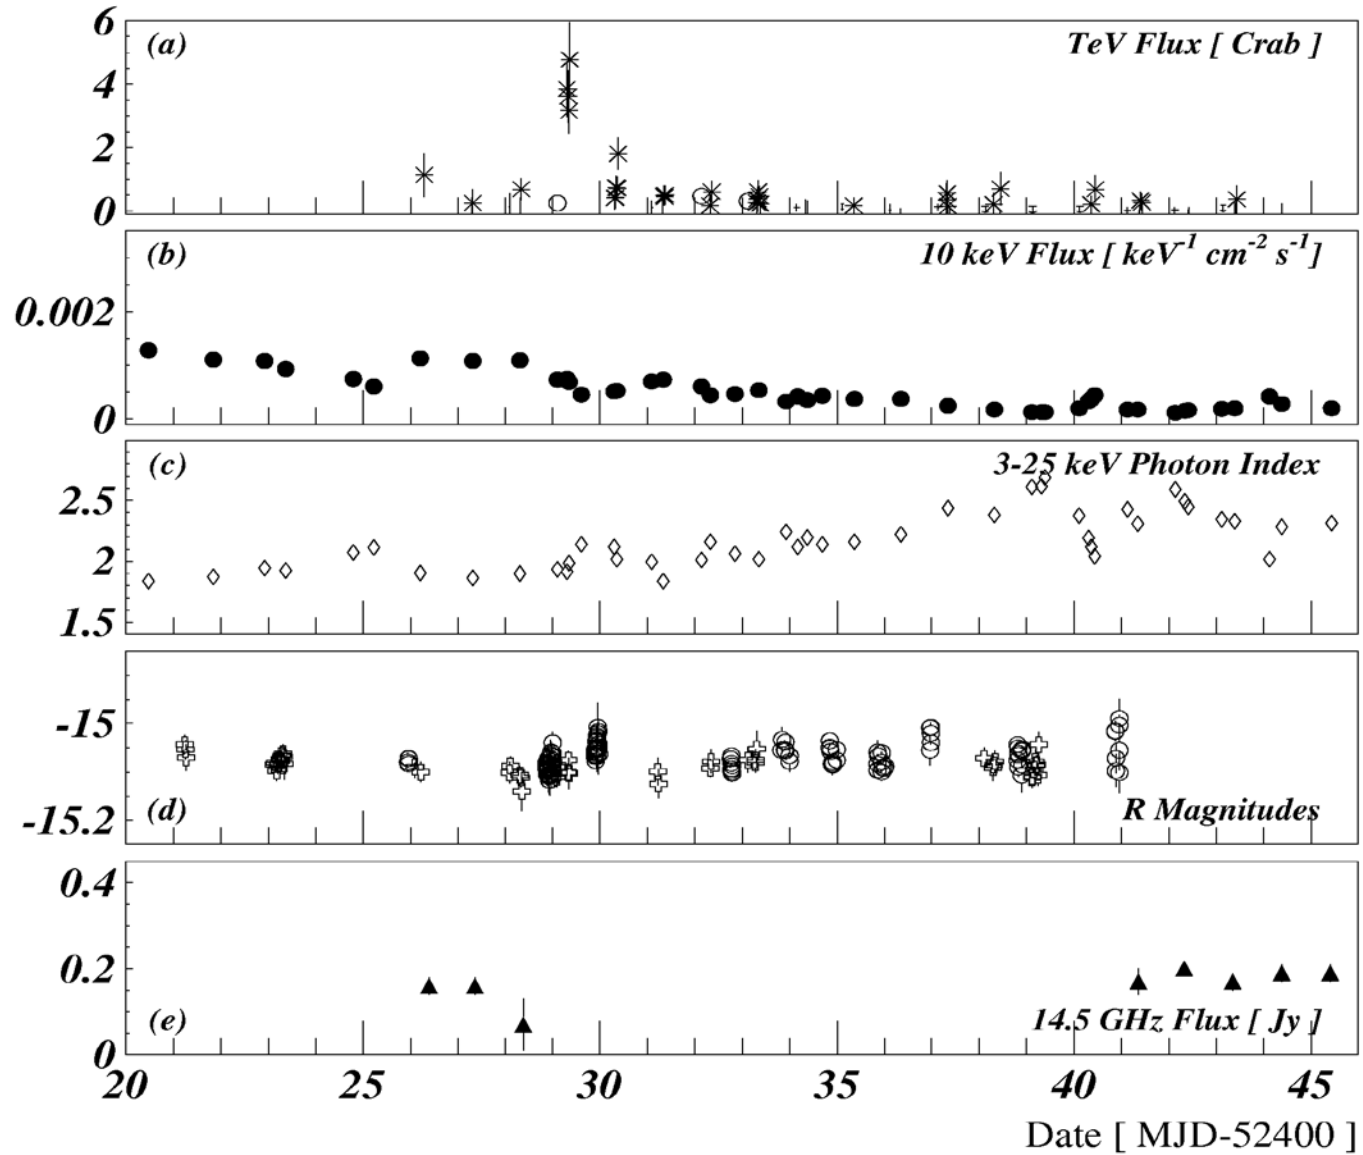 6
(a) TeV Flux [ Crab ]
4
2
0
(b) 10 keV Flux [ keV⁻¹ cm⁻² s⁻¹]
0.002
0
(c) 3-25 keV Photon Index
2.5
2
1.5
-15
(d) R Magnitudes
-15.2
0.4
0.2
(e) 14.5 GHz Flux [ Jy ]
0
20 25 30 35 40 45
Date [ MJD-52400 ]